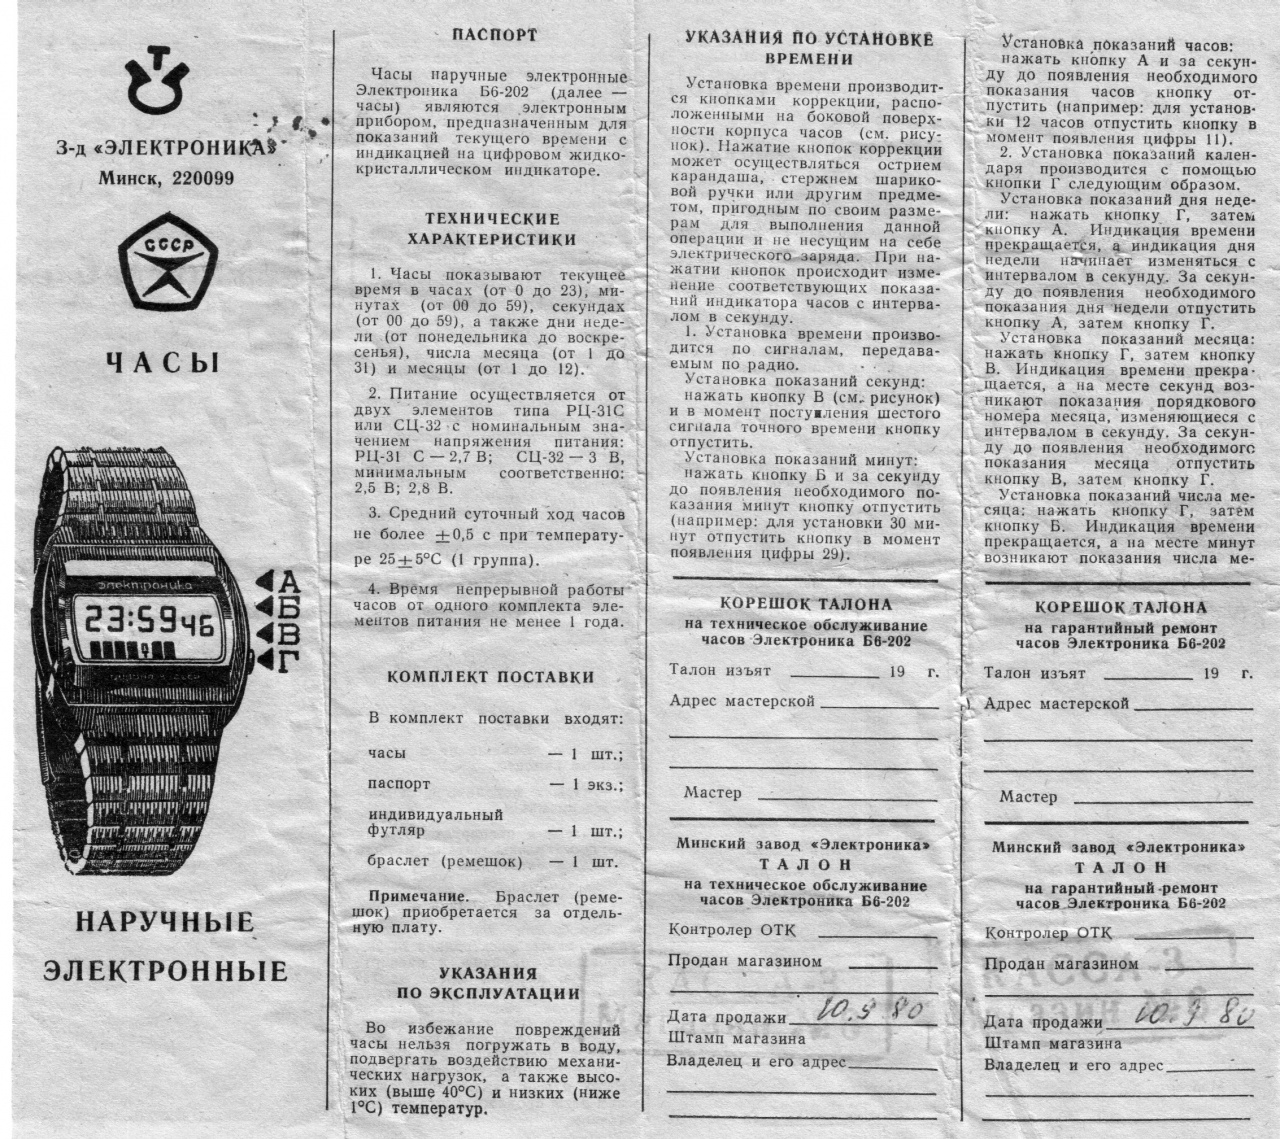 З-д «ЭЛЕКТРОНИКА»
Минск, 220099
СССР
ЧАСЫ
электроника
23:59 46
А
Б
В
Г
НАРУЧНЫЕ
ЭЛЕКТРОННЫЕ
ПАСПОРТ
Часы наручные электронные
Электроника Б6-202 (далее —
часы) являются электронным
прибором, предназначенным для
показаний текущего времени с
индикацией на цифровом жидко-
кристаллическом индикаторе.
ТЕХНИЧЕСКИЕ
ХАРАКТЕРИСТИКИ
1. Часы показывают текущее
время в часах (от 0 до 23), ми-
нутах (от 00 до 59), секундах
(от 00 до 59), а также дни неде-
ли (от понедельника до воскре-
сенья), числа месяца (от 1 до
31) и месяцы (от 1 до 12).
2. Питание осуществляется от
двух элементов типа РЦ-31С
или СЦ-32 с номинальным зна-
чением напряжения питания:
РЦ-31 С — 2,7 В; СЦ-32 — 3 В,
минимальным соответственно:
2,5 В; 2,8 В.
3. Средний суточный ход часов
не более ±0,5 с при температу-
ре 25±5°С (1 группа).
4. Время непрерывной работы
часов от одного комплекта эле-
ментов питания не менее 1 года.
КОМПЛЕКТ ПОСТАВКИ
В комплект поставки входят:
часы — 1 шт.;
паспорт — 1 экз.;
индивидуальный
футляр — 1 шт.;
браслет (ремешок) — 1 шт.
Примечание. Браслет (реме-
шок) приобретается за отдель-
ную плату.
УКАЗАНИЯ
ПО ЭКСПЛУАТАЦИИ
Во избежание повреждений
часы нельзя погружать в воду,
подвергать воздействию механи-
ческих нагрузок, а также высо-
ких (выше 40°С) и низких (ниже
1°С) температур.
УКАЗАНИЯ ПО УСТАНОВКЕ
ВРЕМЕНИ
Установка времени производит-
ся кнопками коррекции, распо-
ложенными на боковой поверх-
ности корпуса часов (см. рису-
нок). Нажатие кнопок коррекции
может осуществляться острием
карандаша, стержнем шарико-
вой ручки или другим предме-
том, пригодным по своим разме-
рам для выполнения данной
операции и не несущим на себе
электрического заряда. При на-
жатии кнопок происходит изме-
нение соответствующих показа-
ний индикатора часов с интерва-
лом в секунду.
1. Установка времени произво-
дится по сигналам, передава-
емым по радио.
Установка показаний секунд:
нажать кнопку В (см. рисунок)
и в момент поступления шестого
сигнала точного времени кнопку
отпустить.
Установка показаний минут:
нажать кнопку Б и за секунду
до появления необходимого по-
казания минут кнопку отпустить
(например: для установки 30 ми-
нут отпустить кнопку в момент
появления цифры 29).
КОРЕШОК ТАЛОНА
на техническое обслуживание
часов Электроника Б6-202
Талон изъят 19 г.
Адрес мастерской
Мастер
Минский завод «Электроника»
ТАЛОН
на техническое обслуживание
часов Электроника Б6-202
Контролер ОТК
Продан магазином
Дата продажи 10.9 80
Штамп магазина
Владелец и его адрес
Установка показаний часов:
нажать кнопку А и за секун-
ду до появления необходимого
показания часов кнопку от-
пустить (например: для установ-
ки 12 часов отпустить кнопку в
момент появления цифры 11).
2. Установка показаний кален-
даря производится с помощью
кнопки Г следующим образом.
Установка показаний дня неде-
ли: нажать кнопку Г, затем
кнопку А. Индикация времени
прекращается, а индикация дня
недели начинает изменяться с
интервалом в секунду. За секун-
ду до появления необходимого
показания дня недели отпустить
кнопку А, затем кнопку Г.
Установка показаний месяца:
нажать кнопку Г, затем кнопку
В. Индикация времени прекра-
щается, а на месте секунд воз-
никают показания порядкового
номера месяца, изменяющиеся с
интервалом в секунду. За секун-
ду до появления необходимого
показания месяца отпустить
кнопку В, затем кнопку Г.
Установка показаний числа ме-
сяца: нажать кнопку Г, затем
кнопку Б. Индикация времени
прекращается, а на месте минут
возникают показания числа ме-
КОРЕШОК ТАЛОНА
на гарантийный ремонт
часов Электроника Б6-202
Талон изъят 19 г.
Адрес мастерской
Мастер
Минский завод «Электроника»
ТАЛОН
на гарантийный ремонт
часов Электроника Б6-202
Контролер ОТК
Продан магазином
Дата продажи 10.9 80
Штамп магазина
Владелец и его адрес